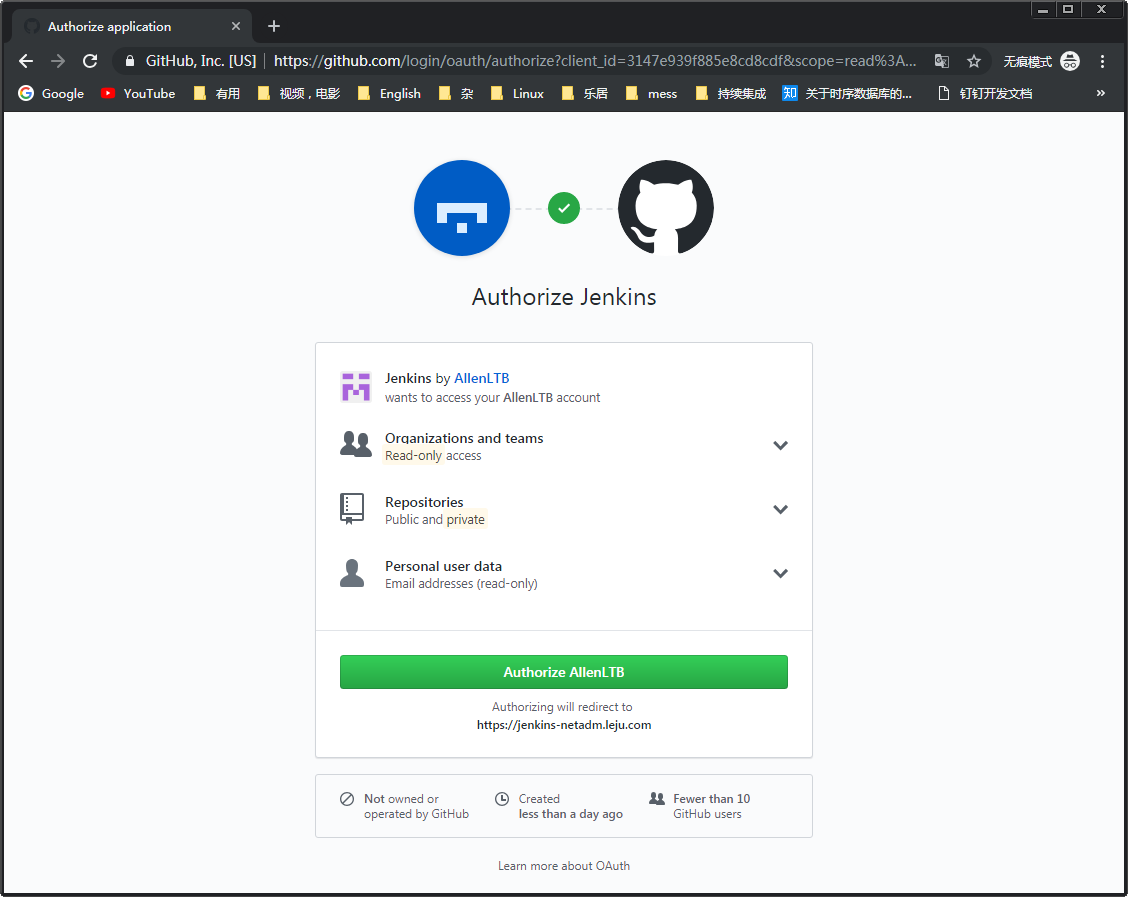 Authorize application
GitHub, Inc. [US] | https://github.com/login/oauth/authorize?client_id=3147e939f885e8cd8cdf&scope=read%3A...
无痕模式
Google YouTube 有用 视频，电影 English 杂 Linux 乐居 mess 持续集成 知 关于时序数据库的... 钉钉开发文档 »
Authorize Jenkins
Jenkins by AllenLTB
wants to access your AllenLTB account
Organizations and teams
Read-only access
Repositories
Public and private
Personal user data
Email addresses (read-only)
Authorize AllenLTB
Authorizing will redirect to
https://jenkins-netadm.leju.com
Not owned or
operated by GitHub
Created
less than a day ago
Fewer than 10
GitHub users
Learn more about OAuth